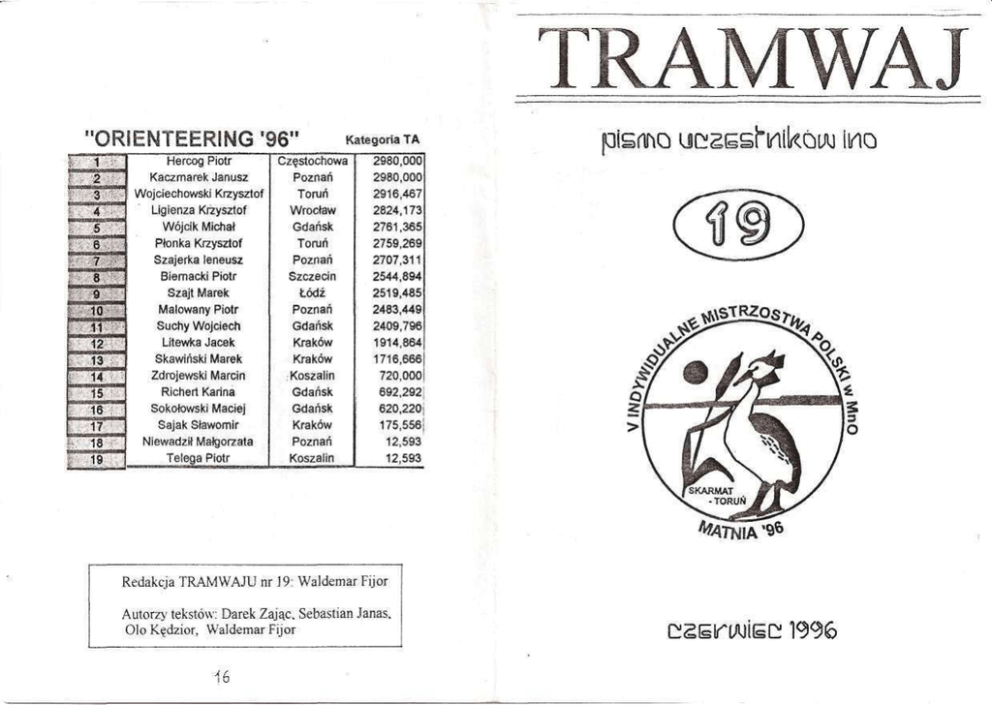 "ORIENTEERING '96" Kategoria TA
1 Hercog Piotr Częstochowa 2980,000
2 Kaczmarek Janusz Poznań 2980,000
3 Wojciechowski Krzysztof Toruń 2916,467
4 Ligienza Krzysztof Wrocław 2824,173
5 Wójcik Michał Gdańsk 2761,365
6 Płonka Krzysztof Toruń 2759,269
7 Szajerka Ieneusz Poznań 2707,311
8 Biernacki Piotr Szczecin 2544,894
9 Szajt Marek Łódź 2519,485
10 Malowany Piotr Poznań 2483,449
11 Suchy Wojciech Gdańsk 2409,796
12 Litewka Jacek Kraków 1914,864
13 Skawiński Marek Kraków 1716,666
14 Zdrojewski Marcin Koszalin 720,000
15 Richert Karina Gdańsk 692,292
16 Sokołowski Maciej Gdańsk 620,220
17 Sajak Sławomir Kraków 175,556
18 Niewadził Małgorzata Poznań 12,593
19 Telega Piotr Koszalin 12,593
Redakcja TRAMWAJU nr 19: Waldemar Fijor
Autorzy tekstów: Darek Zając, Sebastian Janas,
Olo Kędzior, Waldemar Fijor
16
TRAMWAJ
pismo uczestników ino
19
V INDYWIDUALNE MISTRZOSTWA POLSKI w MnO
SKARMAT
- TORUŃ
MATNIA '96
czerwiec 1996